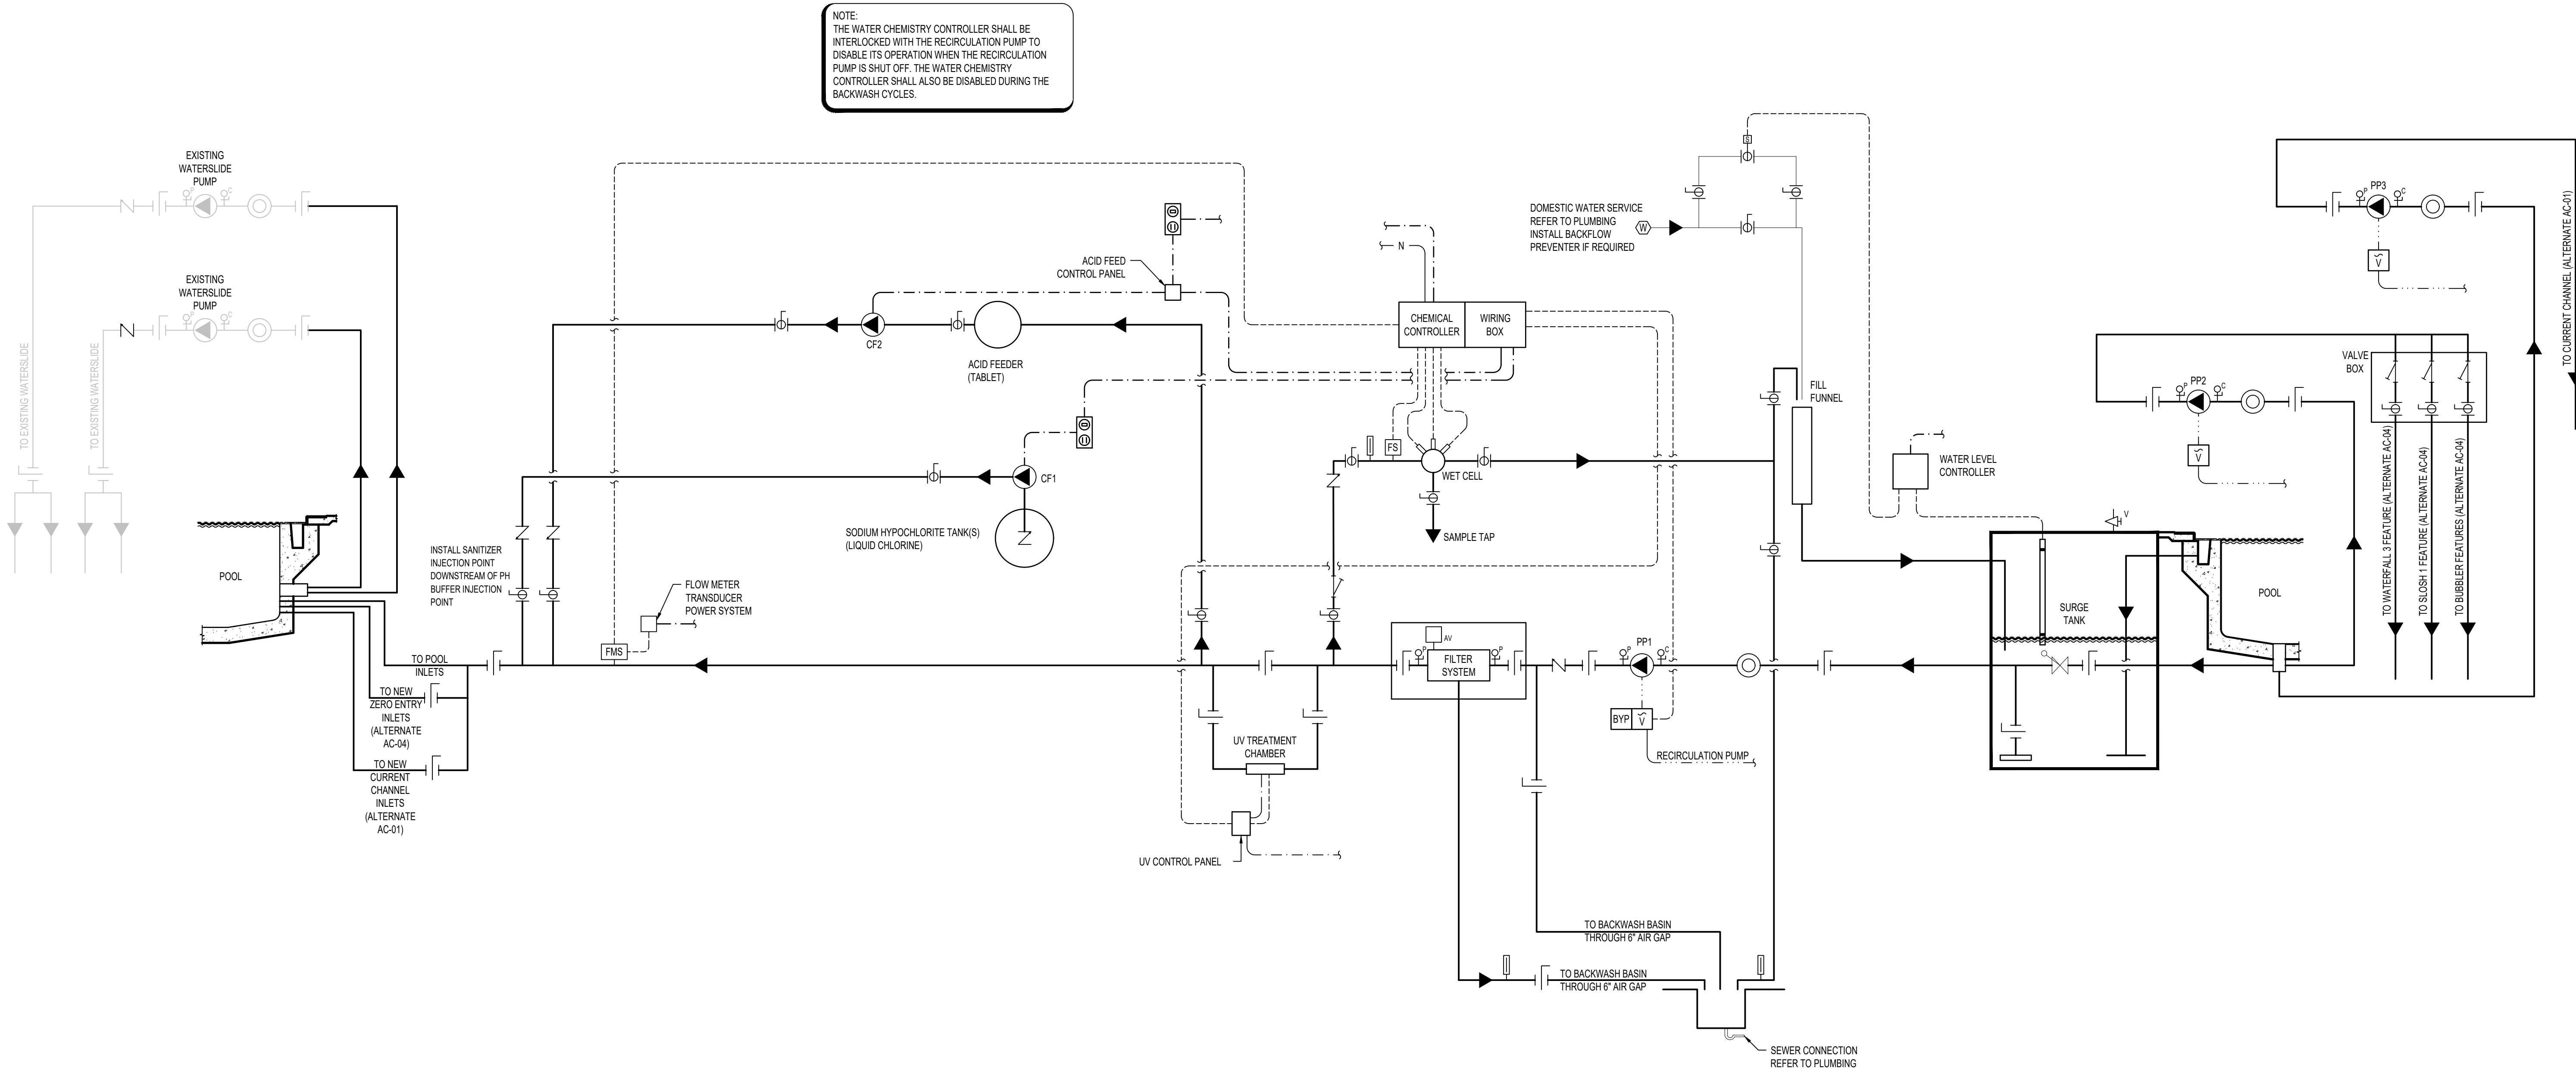 NOTE:
THE WATER CHEMISTRY CONTROLLER SHALL BE
INTERLOCKED WITH THE RECIRCULATION PUMP TO
DISABLE ITS OPERATION WHEN THE RECIRCULATION
PUMP IS SHUT OFF. THE WATER CHEMISTRY
CONTROLLER SHALL ALSO BE DISABLED DURING THE
BACKWASH CYCLES.
EXISTING
WATERSLIDE
PUMP
P
C
EXISTING
WATERSLIDE
PUMP
P
C
TO EXISTING WATERSLIDE
TO EXISTING WATERSLIDE
POOL
INSTALL SANITIZER
INJECTION POINT
DOWNSTREAM OF PH
BUFFER INJECTION
POINT
TO POOL
INLETS
TO NEW
ZERO ENTRY
INLETS
(ALTERNATE
AC-04)
TO NEW
CURRENT
CHANNEL
INLETS
(ALTERNATE
AC-01)
FLOW METER
TRANSDUCER
POWER SYSTEM
FMS
ACID FEED
CONTROL PANEL
CF2
ACID FEEDER
(TABLET)
CF1
SODIUM HYPOCHLORITE TANK(S)
(LIQUID CHLORINE)
N
CHEMICAL
CONTROLLER
WIRING
BOX
FS
WET CELL
SAMPLE TAP
UV TREATMENT
CHAMBER
UV CONTROL PANEL
AV
P
FILTER
SYSTEM
P
PP1
P
C
BYP
V
RECIRCULATION PUMP
TO BACKWASH BASIN
THROUGH 6" AIR GAP
TO BACKWASH BASIN
THROUGH 6" AIR GAP
SEWER CONNECTION
REFER TO PLUMBING
S
DOMESTIC WATER SERVICE
REFER TO PLUMBING
INSTALL BACKFLOW
PREVENTER IF REQUIRED
W
FILL
FUNNEL
WATER LEVEL
CONTROLLER
V
SURGE
TANK
POOL
PP2
P
C
V
PP3
P
C
V
VALVE
BOX
TO WATERFALL 3 FEATURE (ALTERNATE AC-04)
TO SLOSH 1 FEATURE (ALTERNATE AC-04)
TO BUBBLER FEATURES (ALTERNATE AC-04)
TO CURRENT CHANNEL (ALTERNATE AC-01)